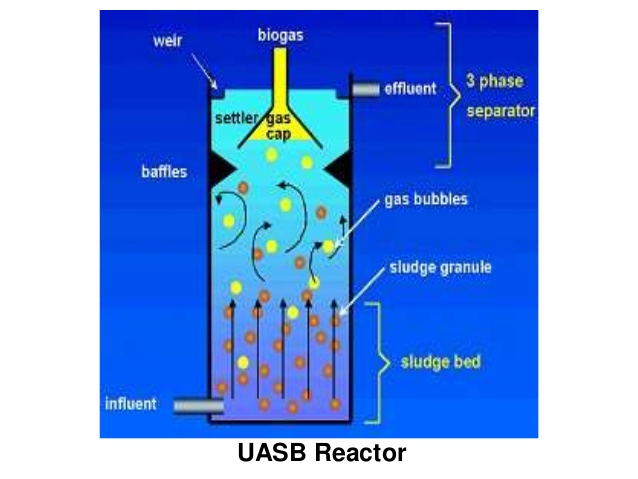 biogas
weir
effluent
3 phase
separator
settler gas
cap
baffles
gas bubbles
sludge granule
sludge bed
influent
UASB Reactor